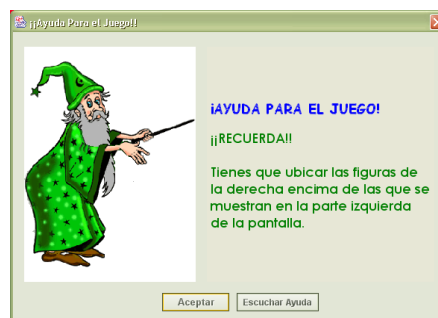 ¡¡Ayuda Para el Juego!!
¡AYUDA PARA EL JUEGO!
¡¡RECUERDA!!
Tienes que ubicar las figuras de
la derecha encima de las que se
muestran en la parte izquierda
de la pantalla.
Aceptar
Escuchar Ayuda